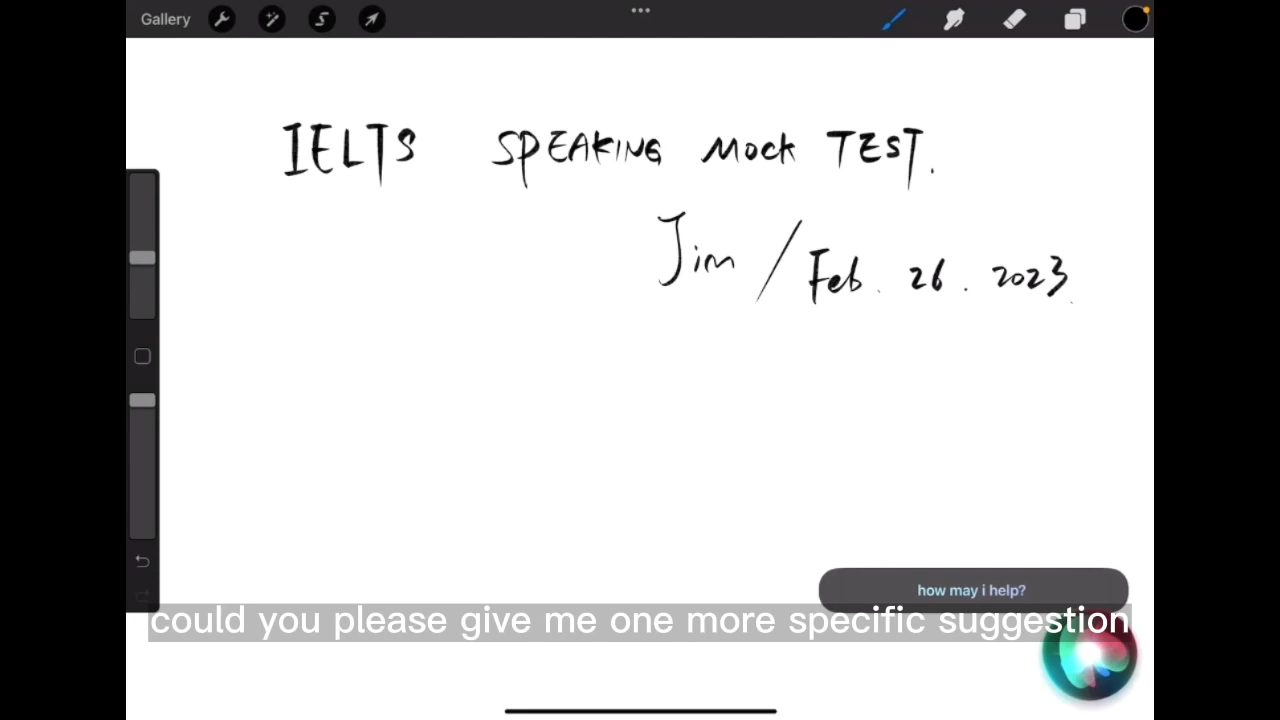 Gallery
IELTS SPEAKING MOCK TEST.
Jim / Feb. 26. 2023.
how may i help?
could you please give me one more specific suggestion